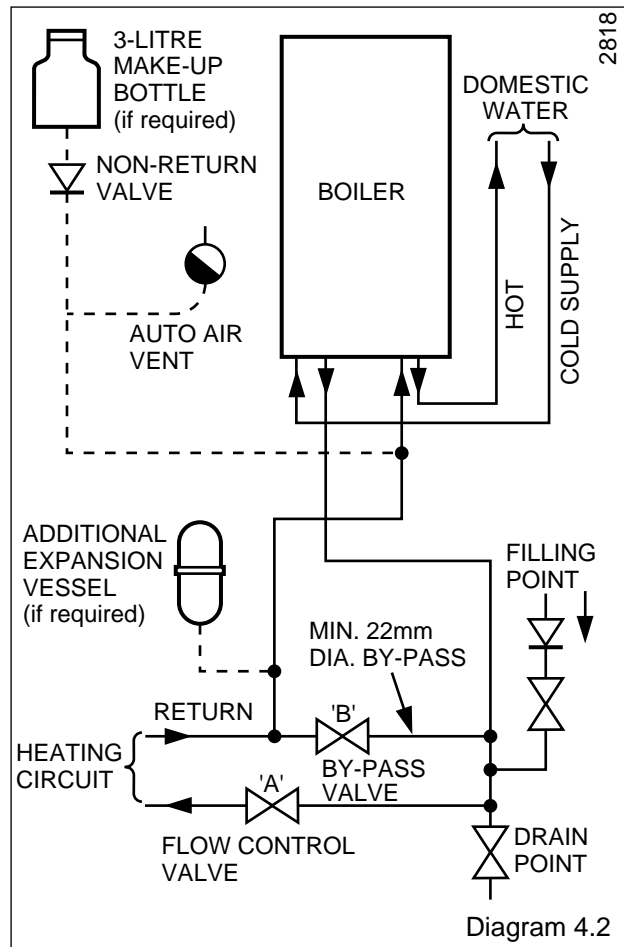 2818
3-LITRE
MAKE-UP
BOTTLE
(if required)
NON-RETURN
VALVE
AUTO AIR
VENT
BOILER
DOMESTIC
WATER
HOT
COLD SUPPLY
ADDITIONAL
EXPANSION
VESSEL
(if required)
FILLING
POINT
MIN. 22mm
DIA. BY-PASS
RETURN
'B'
HEATING
CIRCUIT
BY-PASS
VALVE
'A'
FLOW CONTROL
VALVE
DRAIN
POINT
Diagram 4.2